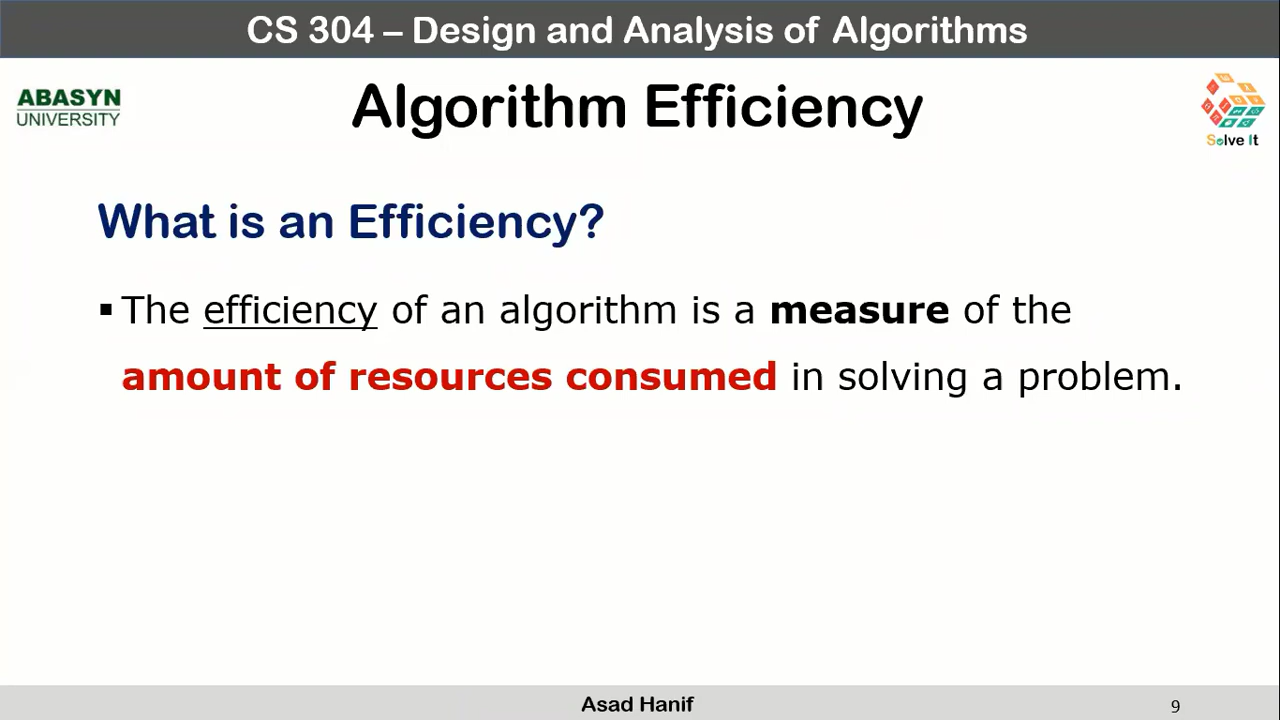 CS 304 – Design and Analysis of Algorithms
ABASYN
UNIVERSITY
Algorithm Efficiency
Solve It
What is an Efficiency?
▪ The efficiency of an algorithm is a measure of the
amount of resources consumed in solving a problem.
Asad Hanif
9